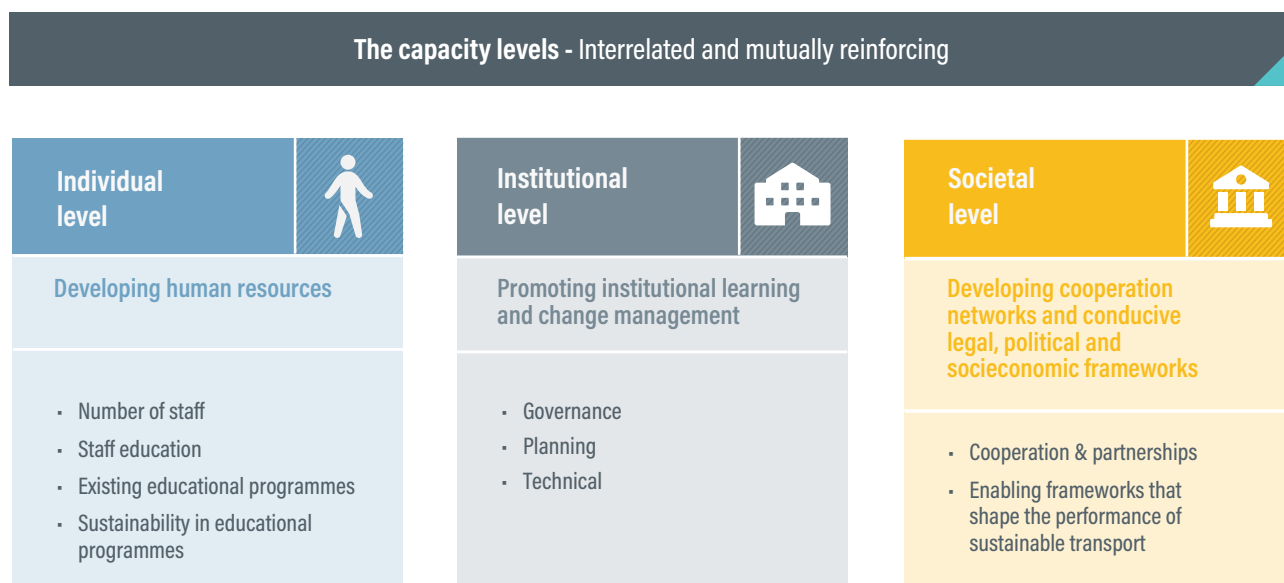 The capacity levels - Interrelated and mutually reinforcing
Individual
level
Developing human resources
· Number of staff
· Staff education
· Existing educational programmes
· Sustainability in educational
programmes
Institutional
level
Promoting institutional learning
and change management
· Governance
· Planning
· Technical
Societal
level
Developing cooperation
networks and conducive
legal, political and
socieconomic frameworks
· Cooperation & partnerships
· Enabling frameworks that
shape the performance of
sustainable transport